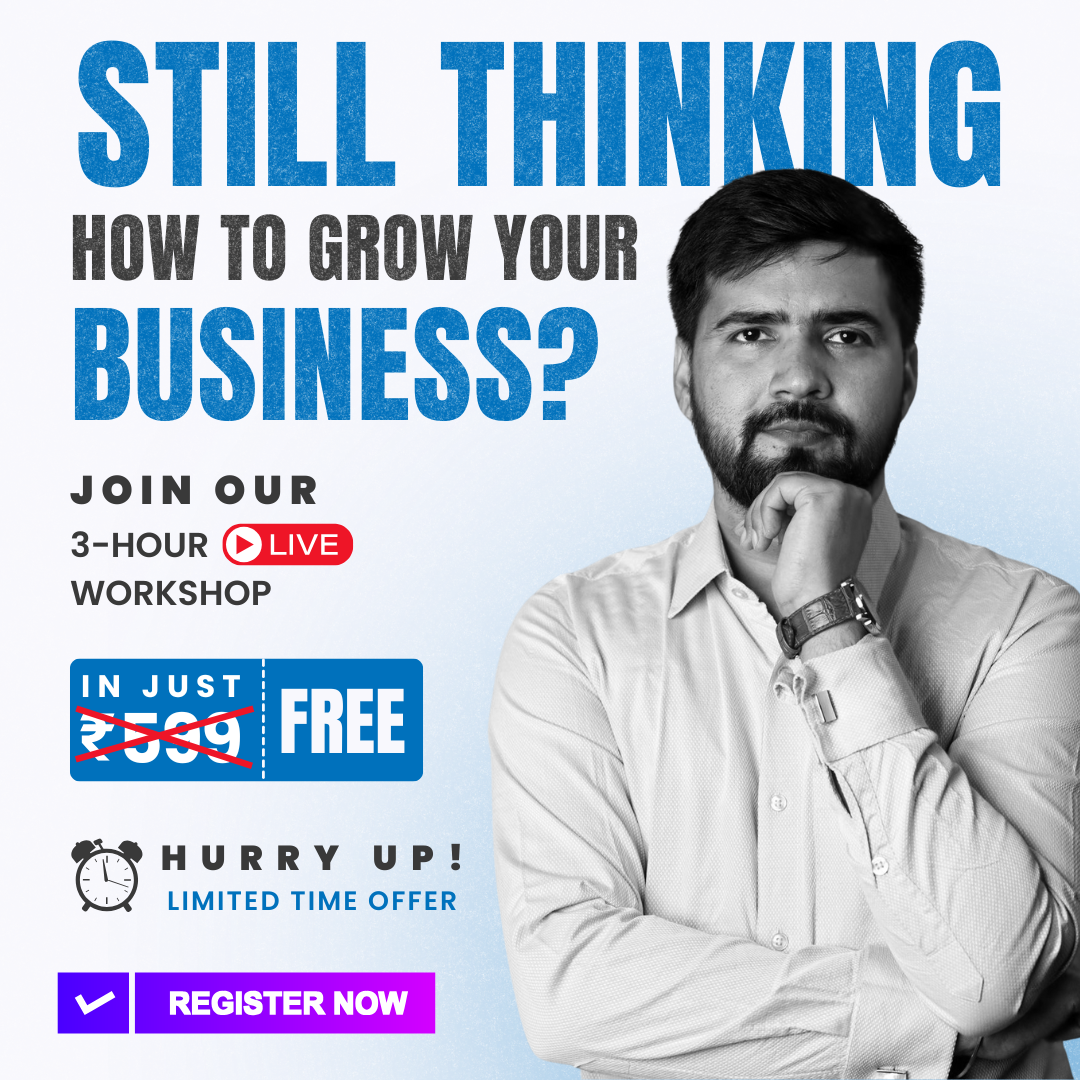 STILL THINKING
HOW TO GROW YOUR
BUSINESS?
JOIN OUR
3-HOUR LIVE
WORKSHOP
IN JUST
₹599
FREE
HURRY UP!
LIMITED TIME OFFER
REGISTER NOW